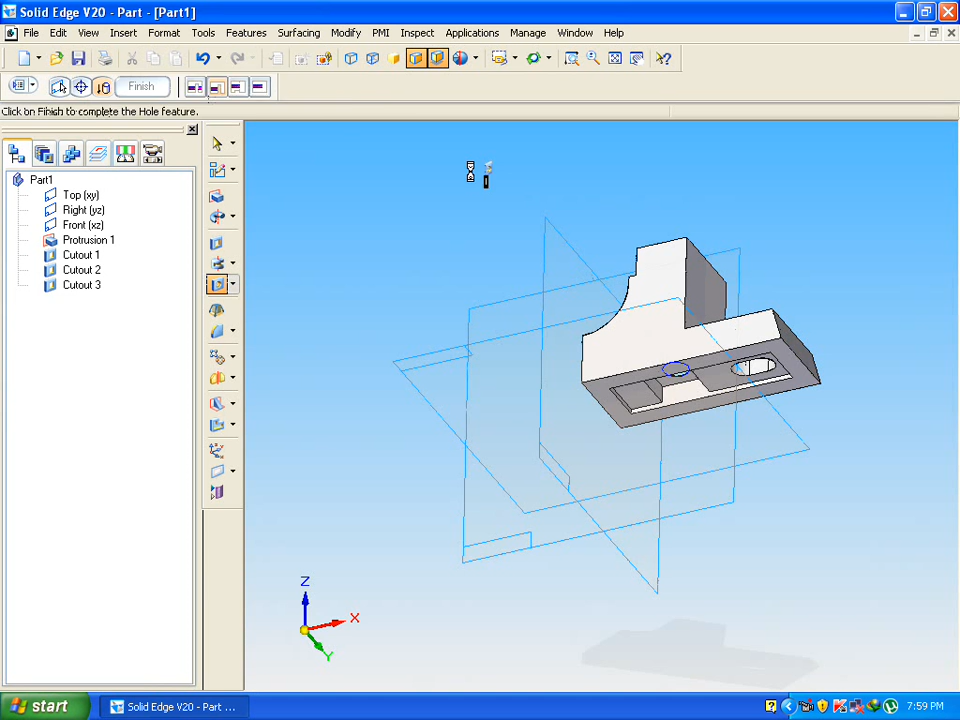 Solid Edge V20 - Part - [Part1]
File Edit View Insert Format Tools Features Surfacing Modify PMI Inspect Applications Manage Window Help
Finish
Click on Finish to complete the Hole feature.
Part1
Top (xy)
Right (yz)
Front (xz)
Protrusion 1
Cutout 1
Cutout 2
Cutout 3
Z
X
Y
start
Solid Edge V20 - Part ...
7:59 PM